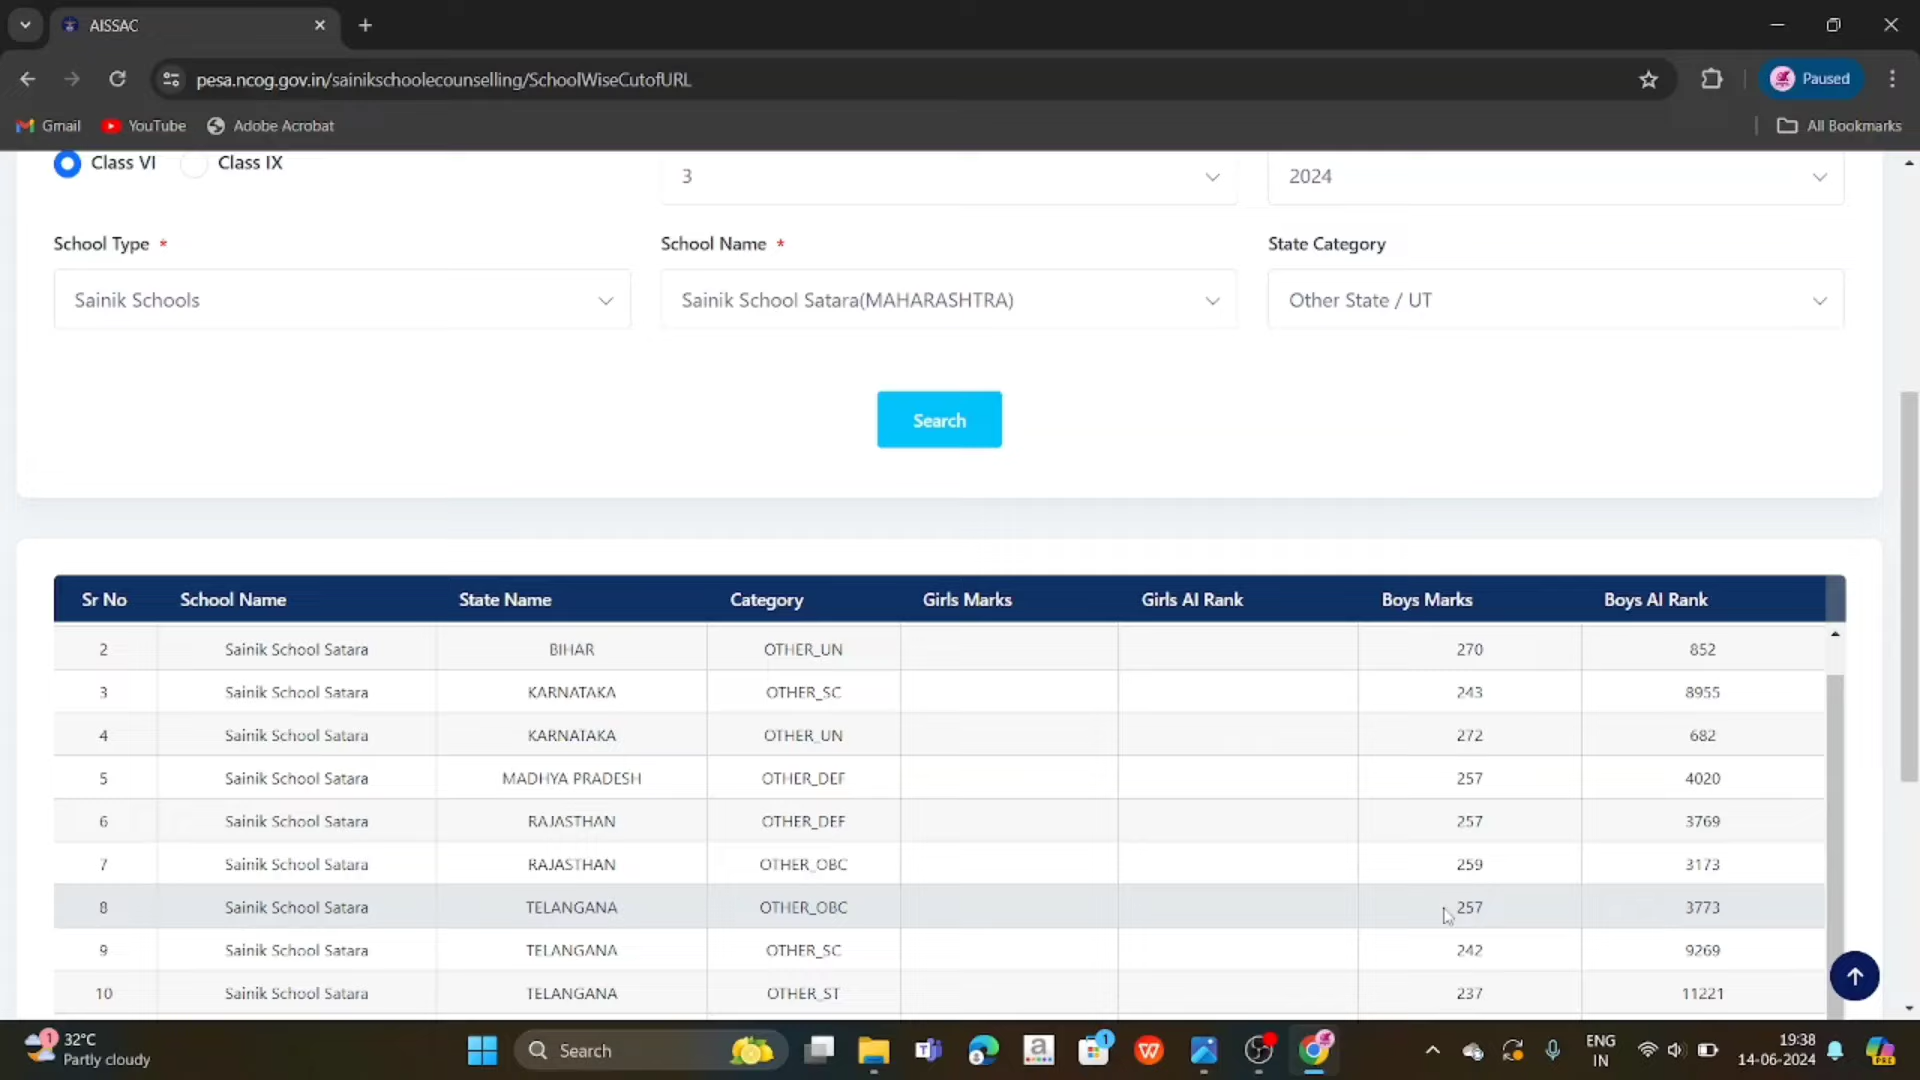 AISSAC
pesa.ncog.gov.in/sainikschoolecounselling/SchoolWiseCutofURL
Paused
Gmail YouTube Adobe Acrobat All Bookmarks
Class VI Class IX 3 2024
School Type * School Name * State Category
Sainik Schools Sainik School Satara(MAHARASHTRA) Other State / UT
Search
Sr No School Name State Name Category Girls Marks Girls AI Rank Boys Marks Boys AI Rank
2 Sainik School Satara BIHAR OTHER_UN 270 852
3 Sainik School Satara KARNATAKA OTHER_SC 243 8955
4 Sainik School Satara KARNATAKA OTHER_UN 272 682
5 Sainik School Satara MADHYA PRADESH OTHER_DEF 257 4020
6 Sainik School Satara RAJASTHAN OTHER_DEF 257 3769
7 Sainik School Satara RAJASTHAN OTHER_OBC 259 3173
8 Sainik School Satara TELANGANA OTHER_OBC 257 3773
9 Sainik School Satara TELANGANA OTHER_SC 242 9269
10 Sainik School Satara TELANGANA OTHER_ST 237 11221
1 32°C
Partly cloudy
Search
1
ENG
IN
19:38
14-06-2024
PRE